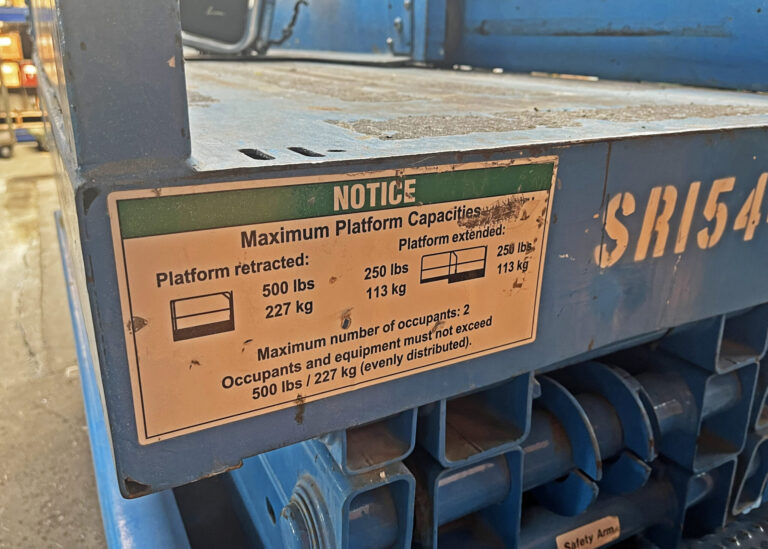 NOTICE
Maximum Platform Capacities
Platform retracted:
500 lbs
227 kg
Platform extended:
250 lbs
113 kg
250 lbs
113 kg
Maximum number of occupants: 2
Occupants and equipment must not exceed
500 lbs / 227 kg (evenly distributed).
SRI54
Safety Arm